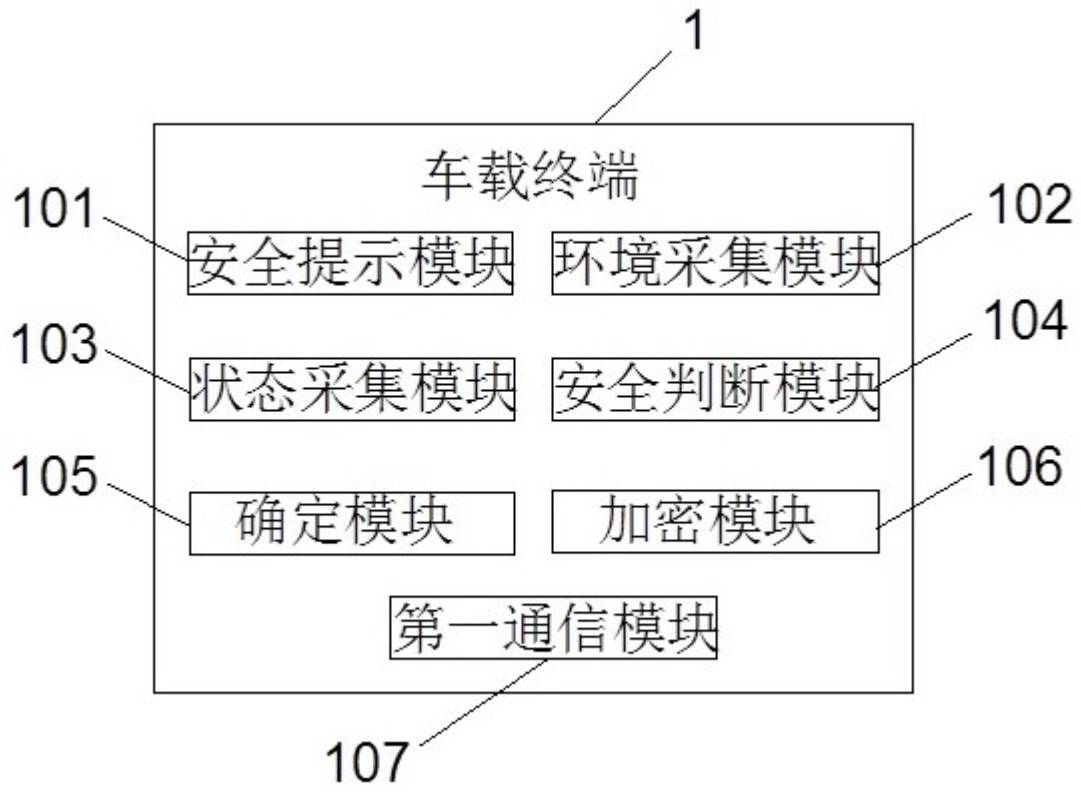 1
车载终端
101
安全提示模块
环境采集模块
102
103
状态采集模块
安全判断模块
104
105
确定模块
加密模块
106
第一通信模块
107